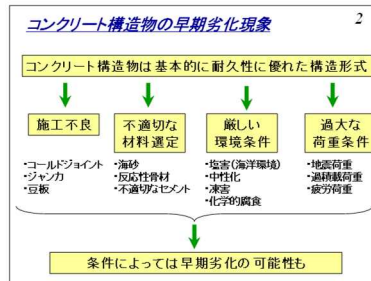 コンクリート構造物の早期劣化現象
2
コンクリート構造物は基本的に耐久性に優れた構造形式
施工不良
・コールドジョイント
・ジャンカ
・豆板
不適切な
材料選定
・海砂
・反応性骨材
・不適切なセメント
厳しい
環境条件
・塩害(海洋環境)
・中性化
・凍害
・化学的腐食
過大な
荷重条件
・地震荷重
・過積載荷重
・疲労荷重
条件によっては早期劣化の可能性も